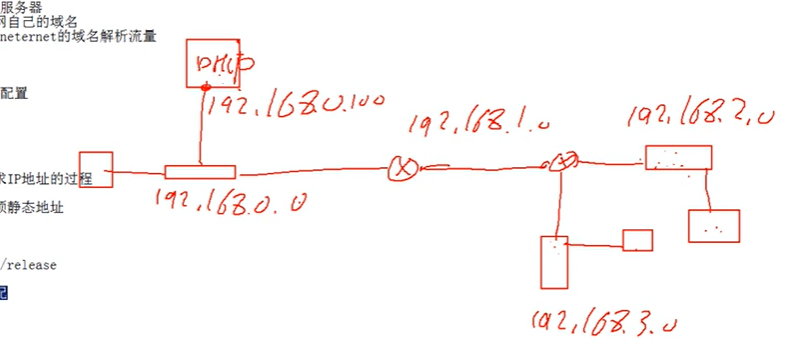 服务器
网自己的域名
neternet的域名解析流量
DHCP
配置
192.168.0.100
192.168.1.0
192.168.2.0
求IP地址的过程
192.168.0.0
静态地址
/release
192.168.3.0